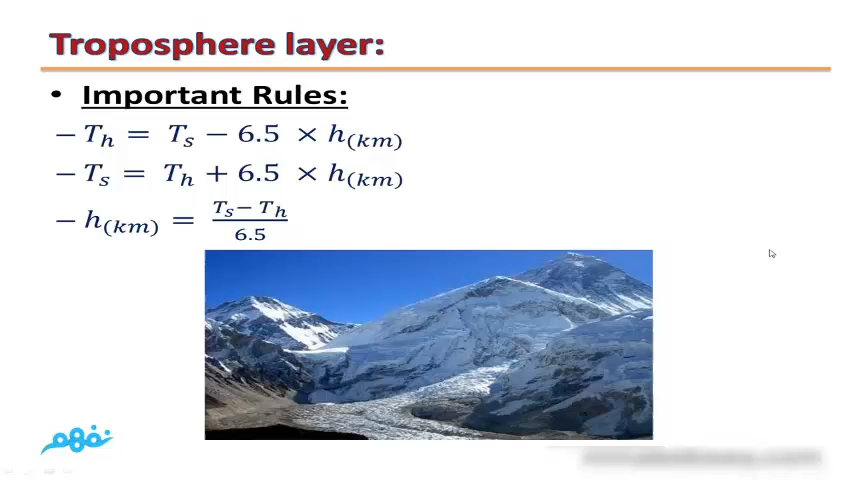 Troposphere layer:
• Important Rules:
− T_h = T_s − 6.5 × h_(km)
− T_s = T_h + 6.5 × h_(km)
− h_(km) = (T_s − T_h)/6.5
نفهم